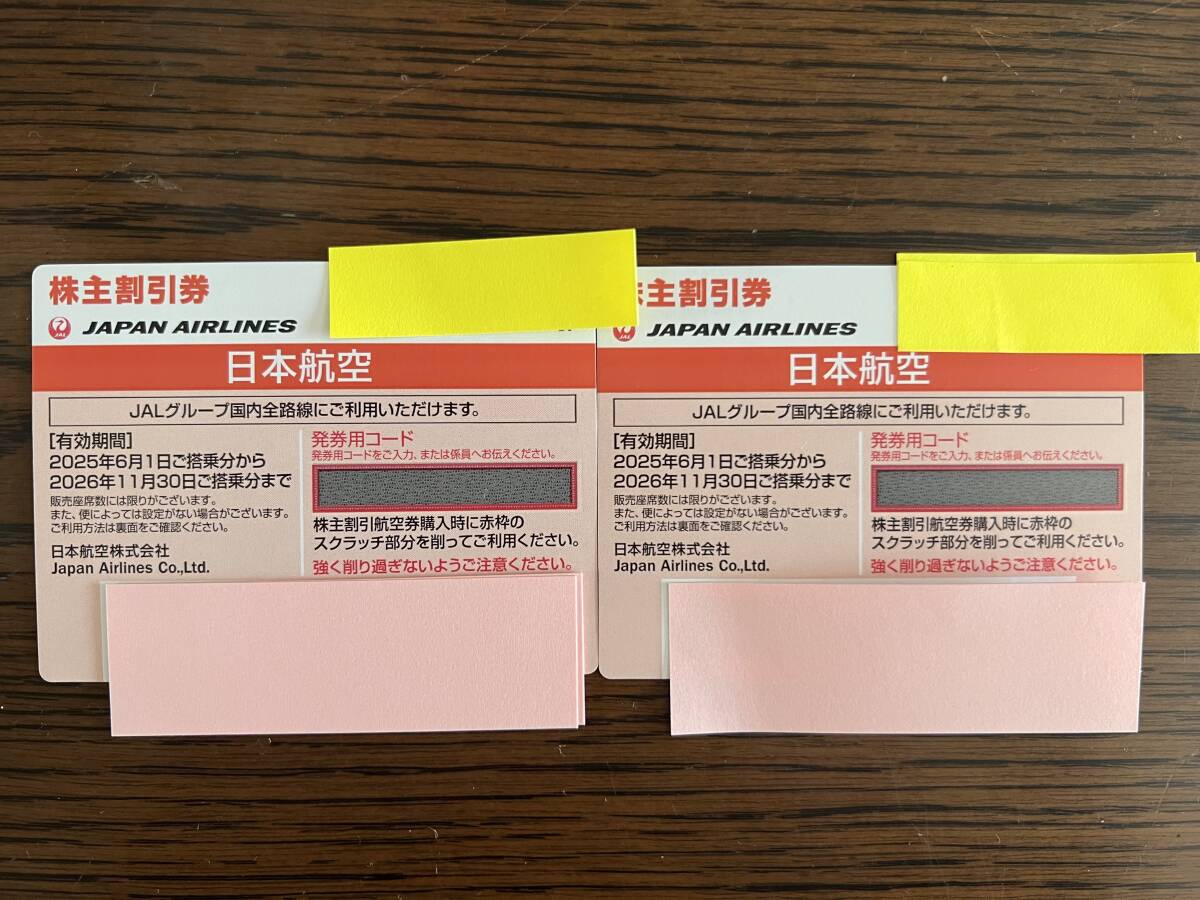 株主割引券
JAL JAPAN AIRLINES
日本航空
JALグループ国内全路線にご利用いただけます。
[有効期間]
2025年6月1日ご搭乗分から
2026年11月30日ご搭乗分まで
販売座席数には限りがございます。
また、便によっては設定がない場合がございます。
ご利用方法は裏面をご確認ください。
日本航空株式会社
Japan Airlines Co.,Ltd.
発券用コード
発券用コードをご入力、または係員へお伝えください。
株主割引航空券購入時に赤枠の
スクラッチ部分を削ってご利用ください。
強く削り過ぎないようご注意ください。
主割引券
JAL JAPAN AIRLINES
日本航空
JALグループ国内全路線にご利用いただけます。
[有効期間]
2025年6月1日ご搭乗分から
2026年11月30日ご搭乗分まで
販売座席数には限りがございます。
また、便によっては設定がない場合がございます。
ご利用方法は裏面をご確認ください。
日本航空株式会社
Japan Airlines Co.,Ltd.
発券用コード
発券用コードをご入力、または係員へお伝えください。
株主割引航空券購入時に赤枠の
スクラッチ部分を削ってご利用ください。
強く削り過ぎないようご注意ください。